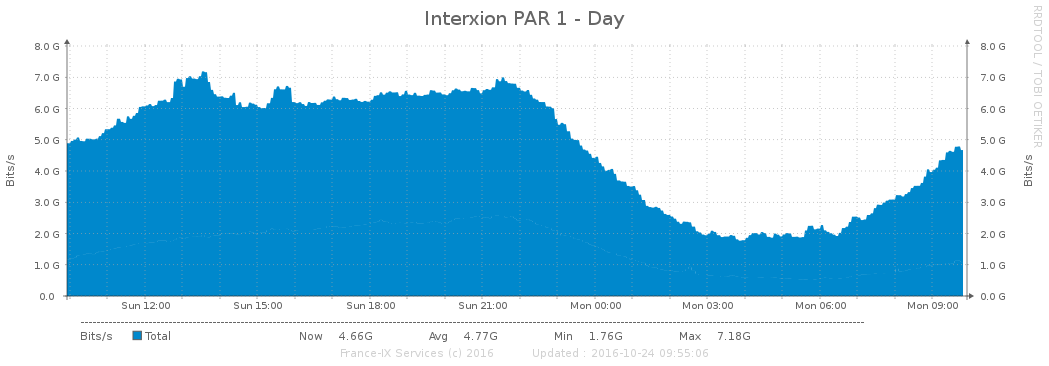 Interxion PAR 1 - Day
RRDTOOL / TOBI OETIKER
Bits/s
8.0 G 8.0 G
7.0 G 7.0 G
6.0 G 6.0 G
5.0 G 5.0 G
4.0 G 4.0 G
3.0 G 3.0 G
2.0 G 2.0 G
1.0 G 1.0 G
0.0 0.0 G
Bits/s
Sun 12:00 Sun 15:00 Sun 18:00 Sun 21:00 Mon 00:00 Mon 03:00 Mon 06:00 Mon 09:00
Bits/s Total Now 4.66G Avg 4.77G Min 1.76G Max 7.18G
France-IX Services (c) 2016 Updated : 2016-10-24 09:55:06